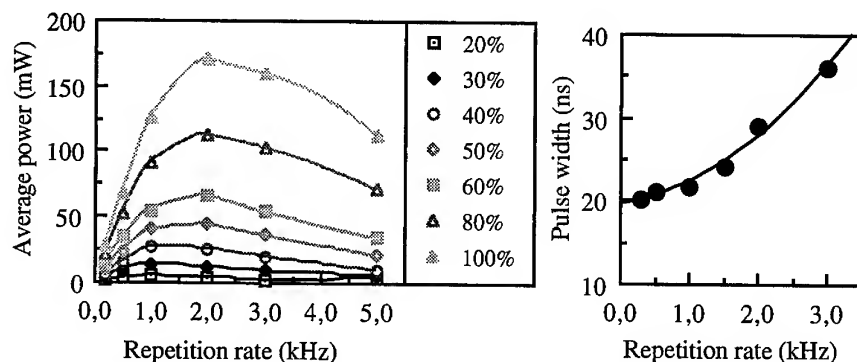 200
150
100
50
0
Average power (mW)
0,0 1,0 2,0 3,0 4,0 5,0
Repetition rate (kHz)
20%
30%
40%
50%
60%
80%
100%
40
30
20
10
Pulse width (ns)
0,0 1,0 2,0 3,0
Repetition rate (kHz)